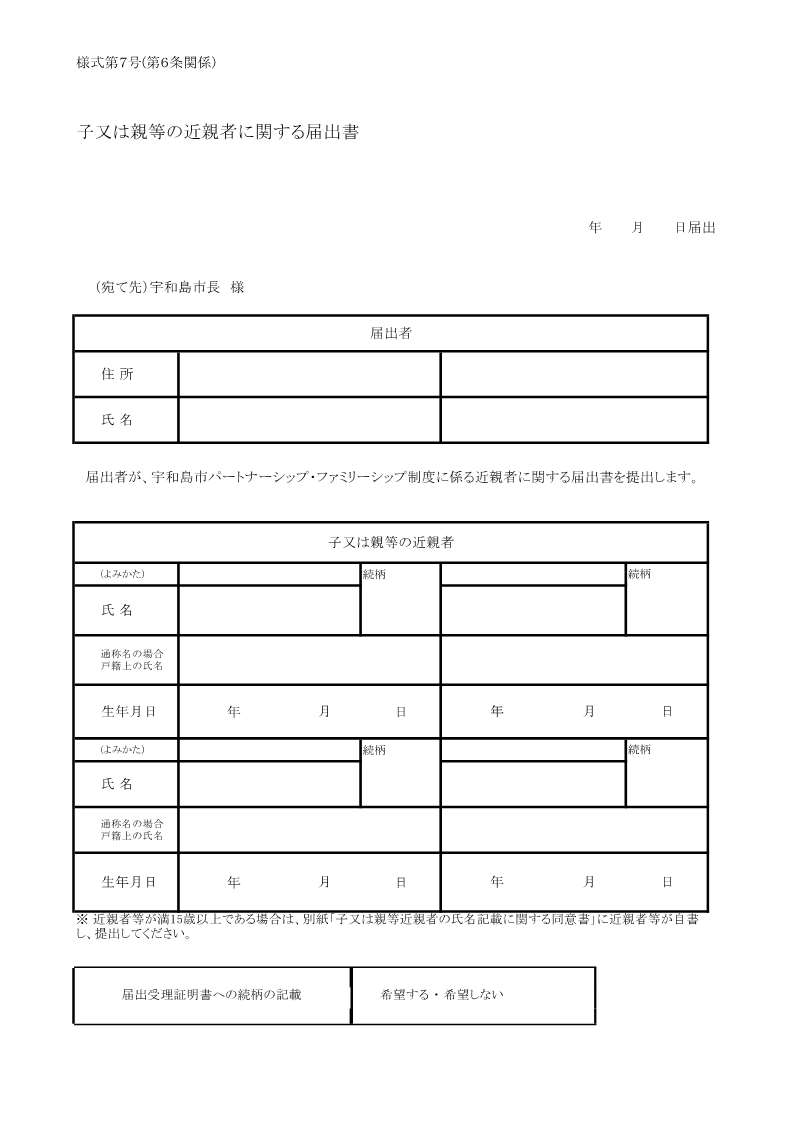 様式第7号(第6条関係)
子又は親等の近親者に関する届出書
年　　月　　日届出
（宛て先）宇和島市長　様
届出者
住 所
氏 名
届出者が、宇和島市パートナーシップ・ファミリーシップ制度に係る近親者に関する届出書を提出します。
子又は親等の近親者
(よみかた)　続柄　続柄
氏 名
通称名の場合
戸籍上の氏名
生年月日　年　月　日　年　月　日
(よみかた)　続柄　続柄
氏 名
通称名の場合
戸籍上の氏名
生年月日　年　月　日　年　月　日
※ 近親者等が満15歳以上である場合は、別紙「子又は親等近親者の氏名記載に関する同意書」に近親者等が自書
し、提出してください。
届出受理証明書への続柄の記載　希望する ・ 希望しない